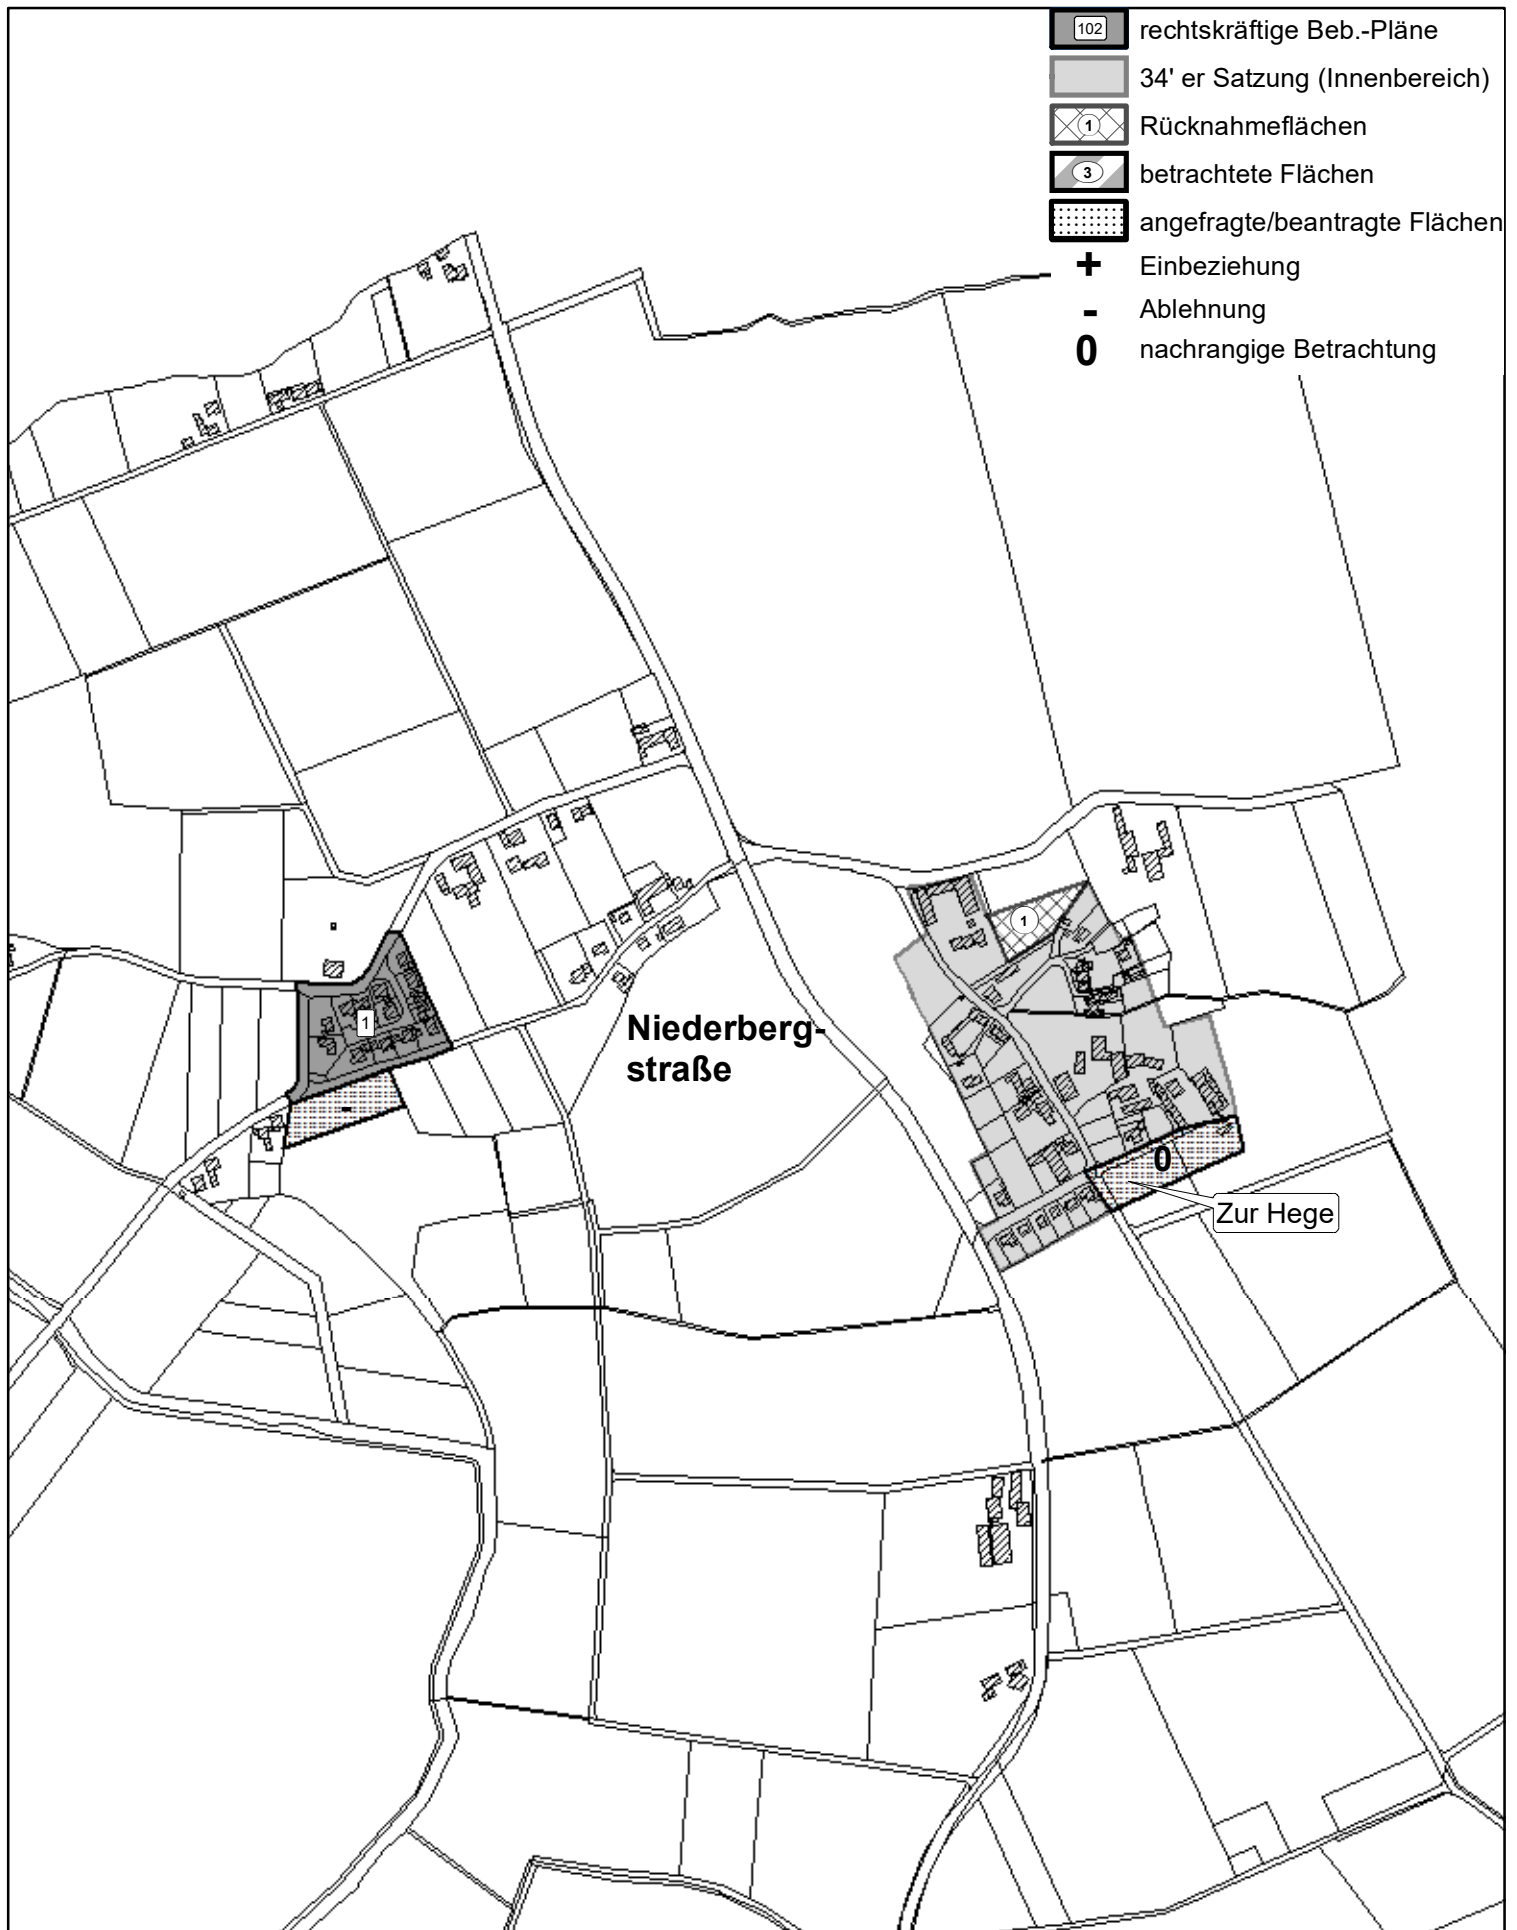 102 rechtskräftige Beb.-Pläne
34' er Satzung (Innenbereich)
1 Rücknahmeflächen
3 betrachtete Flächen
angefragte/beantragte Flächen
+ Einbeziehung
- Ablehnung
0 nachrangige Betrachtung
1
1
Niederberg-
straße
-
0
Zur Hege